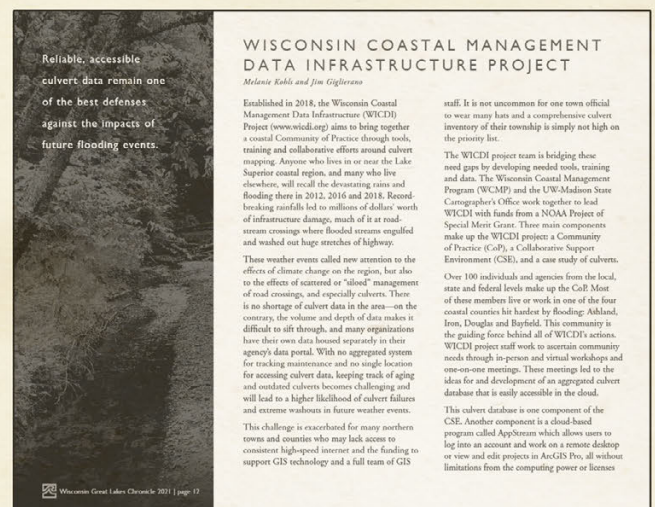 Reliable, accessible
culvert data remain one
of the best defenses
against the impacts of
future flooding events.
WISCONSIN COASTAL MANAGEMENT
DATA INFRASTRUCTURE PROJECT
Melanie Kohls and Jim Giglierano
Established in 2018, the Wisconsin Coastal
Management Data Infrastructure (WICDI)
Project (www.wicdi.org) aims to bring together
a coastal Community of Practice through tools,
training and collaborative efforts around culvert
mapping. Anyone who lives in or near the Lake
Superior coastal region, and many who live
elsewhere, will recall the devastating rains and
flooding there in 2012, 2016 and 2018. Record-
breaking rainfalls led to millions of dollars' worth
of infrastructure damage, much of it at road-
stream crossings where flooded streams engulfed
and washed out huge stretches of highway.
These weather events called new attention to the
effects of climate change on the region, but also
to the effects of scattered or "siloed" management
of road crossings, and especially culverts. There
is no shortage of culvert data in the area—on the
contrary, the volume and depth of data makes it
difficult to sift through, and many organizations
have their own data housed separately in their
agency's data portal. With no aggregated system
for tracking maintenance and no single location
for accessing culvert data, keeping track of aging
and outdated culverts becomes challenging and
will lead to a higher likelihood of culvert failures
and extreme washouts in future weather events.
This challenge is exacerbated for many northern
towns and counties who may lack access to
consistent high-speed internet and the funding to
support GIS technology and a full team of GIS
staff. It is not uncommon for one town official
to wear many hats and a comprehensive culvert
inventory of their township is simply not high on
the priority list.
The WICDI project team is bridging these
need gaps by developing needed tools, training
and data. The Wisconsin Coastal Management
Program (WCMP) and the UW-Madison State
Cartographer's Office work together to lead
WICDI with funds from a NOAA Project of
Special Merit Grant. Three main components
make up the WICDI project: a Community
of Practice (CoP), a Collaborative Support
Environment (CSE), and a case study of culverts.
Over 100 individuals and agencies from the local,
state and federal levels make up the CoP. Most
of these members live or work in one of the four
coastal counties hit hardest by flooding: Ashland,
Iron, Douglas and Bayfield. This community is
the guiding force behind all of WICDI's actions.
WICDI project staff work to ascertain community
needs through in-person and virtual workshops and
one-on-one meetings. These meetings led to the
ideas for and development of an aggregated culvert
database that is easily accessible in the cloud.
This culvert database is one component of the
CSE. Another component is a cloud-based
program called AppStream which allows users to
log into an account and work on a remote desktop
or view and edit projects in ArcGIS Pro, all without
limitations from the computing power or licenses
Wisconsin Great Lakes Chronicle 2021 | page 12